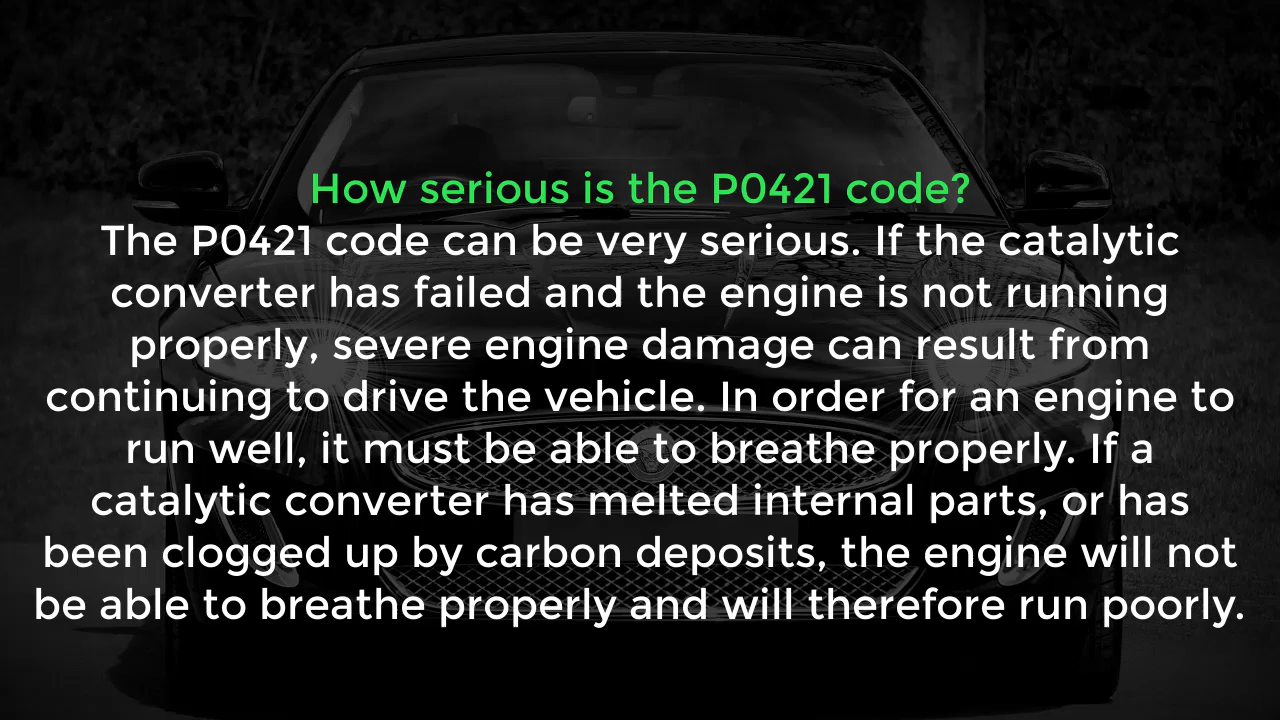 How serious is the P0421 code?
The P0421 code can be very serious. If the catalytic
converter has failed and the engine is not running
properly, severe engine damage can result from
continuing to drive the vehicle. In order for an engine to
run well, it must be able to breathe properly. If a
catalytic converter has melted internal parts, or has
been clogged up by carbon deposits, the engine will not
be able to breathe properly and will therefore run poorly.